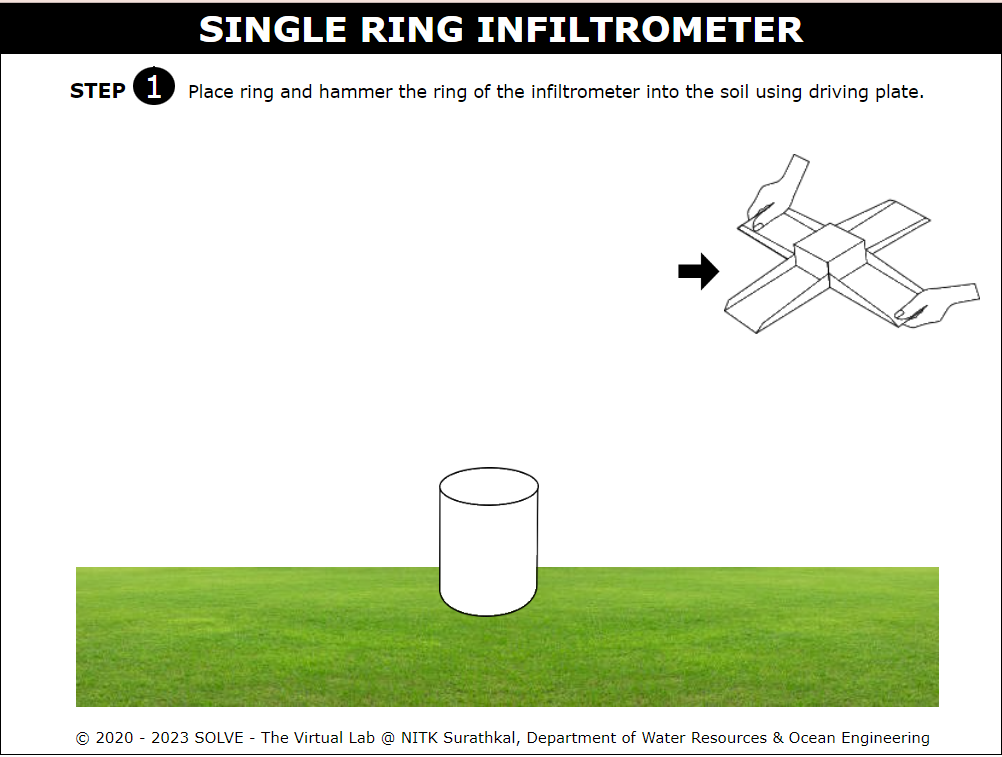 SINGLE RING INFILTROMETER
STEP 1 Place ring and hammer the ring of the infiltrometer into the soil using driving plate.
© 2020 - 2023 SOLVE - The Virtual Lab @ NITK Surathkal, Department of Water Resources & Ocean Engineering